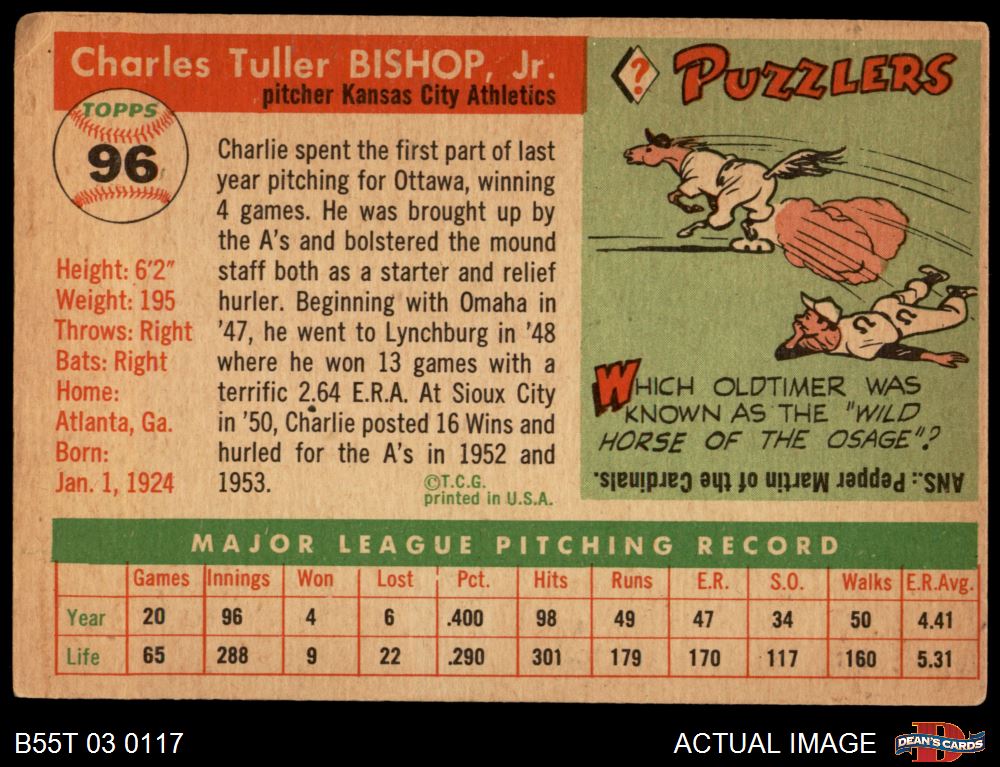 Charles Tuller BISHOP, Jr.
pitcher Kansas City Athletics
TOPPS
96
Height: 6'2"
Weight: 195
Throws: Right
Bats: Right
Home:
Atlanta, Ga.
Born:
Jan. 1, 1924
Charlie spent the first part of last
year pitching for Ottawa, winning
4 games. He was brought up by
the A's and bolstered the mound
staff both as a starter and relief
hurler. Beginning with Omaha in
'47, he went to Lynchburg in '48
where he won 13 games with a
terrific 2.64 E.R.A. At Sioux City
in '50, Charlie posted 16 Wins and
hurled for the A's in 1952 and
1953.
©T.C.G.
printed in U.S.A.
? PUZZLERS
WHICH OLDTIMER WAS
KNOWN AS THE "WILD
HORSE OF THE OSAGE"?
ANS.: Pepper Martin of the Cardinals.
MAJOR LEAGUE PITCHING RECORD
Games Innings Won Lost Pct. Hits Runs E.R. S.O. Walks E.R.Avg.
Year 20 96 4 6 .400 98 49 47 34 50 4.41
Life 65 288 9 22 .290 301 179 170 117 160 5.31
B55T 03 0117
ACTUAL IMAGE
D
DEAN'S CARDS